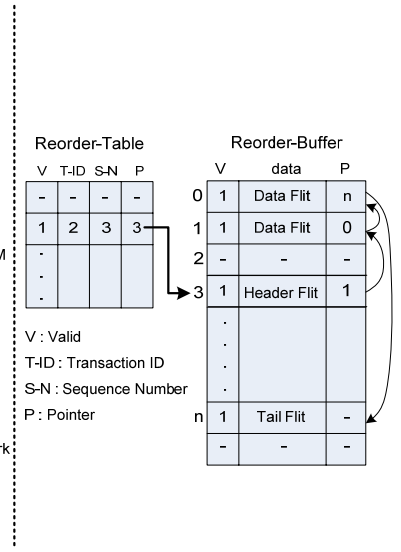 Reorder-Table
V T-ID S-N P
- - - -
1 2 3 3
.
.
.
V : Valid
T-ID : Transaction ID
S-N : Sequence Number
P : Pointer
M
rk
Reorder-Buffer
V data P
0 1 Data Flit n
1 1 Data Flit 0
2 - - -
3 1 Header Flit 1
.
.
.
.
n 1 Tail Flit -
- - -